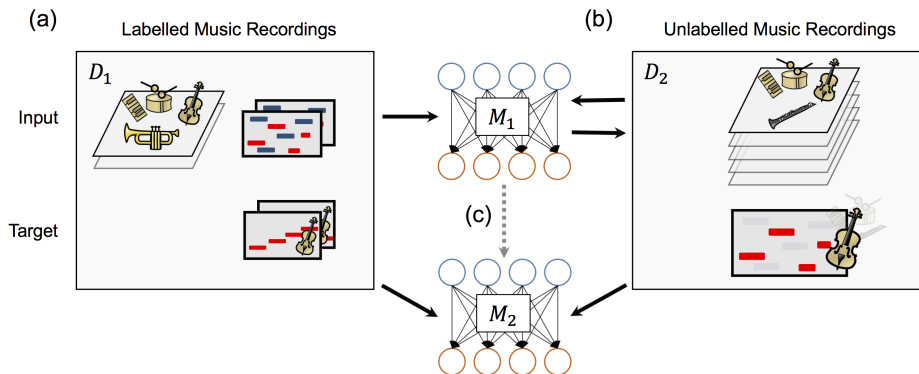 (a)
Labelled Music Recordings
(b)
Unlabelled Music Recordings
D₁
D₂
Input
M₁
(c)
Target
M₂